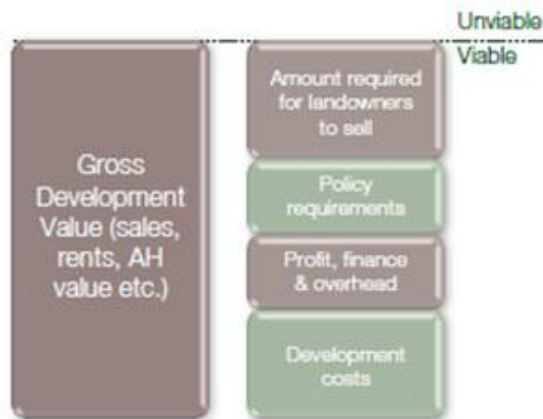 Unviable
Viable
Gross
Development
Value (sales,
rents, AH
value etc.)
Amount required
for landowners
to sell
Policy
requirements
Profit, finance
& overhead
Development
costs